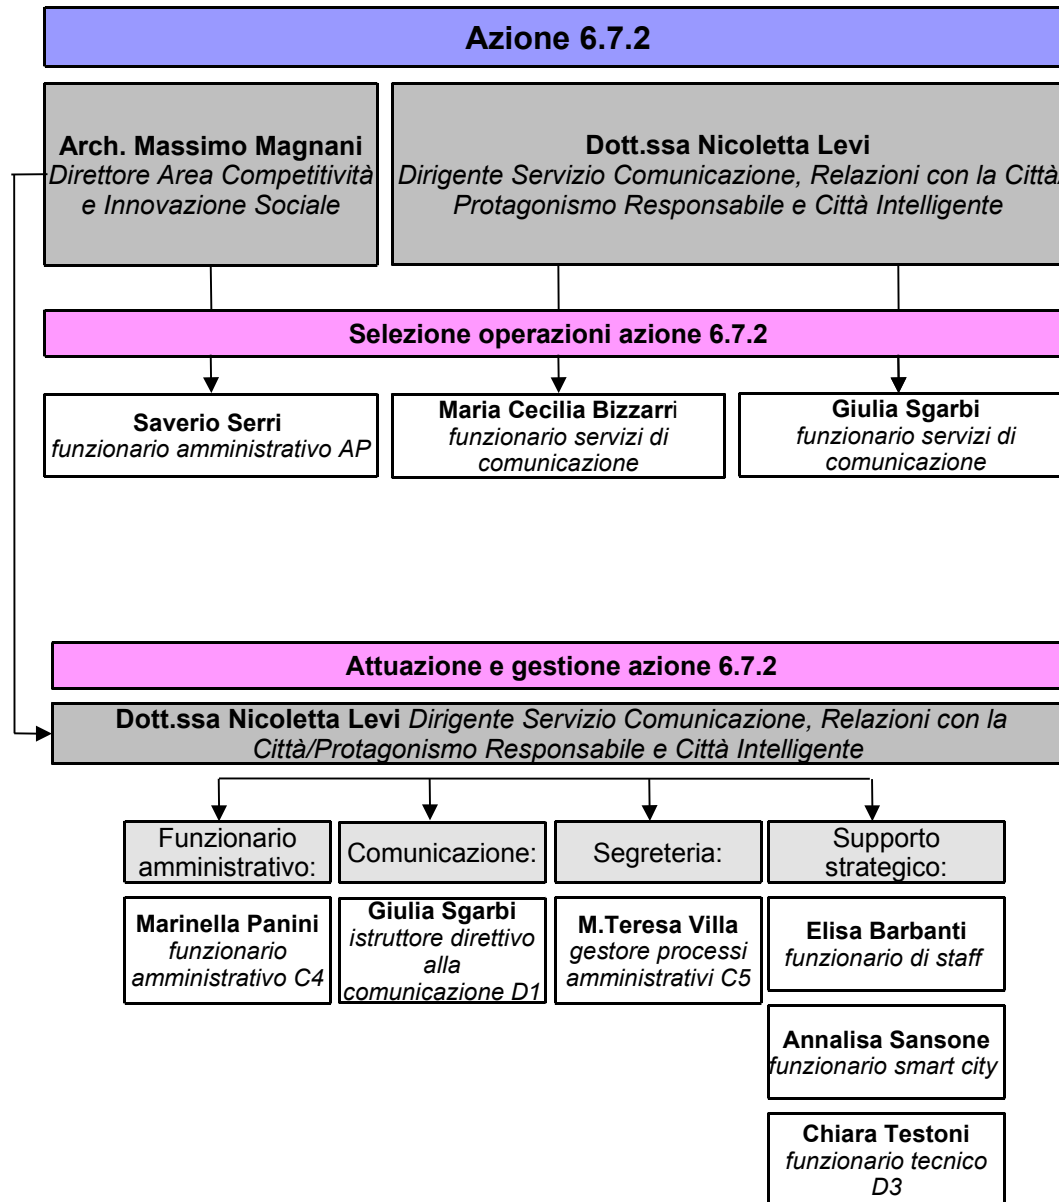 Azione 6.7.2
Arch. Massimo Magnani
Direttore Area Competitività
e Innovazione Sociale
Dott.ssa Nicoletta Levi
Dirigente Servizio Comunicazione, Relazioni con la Città/
Protagonismo Responsabile e Città Intelligente
Selezione operazioni azione 6.7.2
Saverio Serri
funzionario amministrativo AP
Maria Cecilia Bizzarri
funzionario servizi di
comunicazione
Giulia Sgarbi
funzionario servizi di
comunicazione
Attuazione e gestione azione 6.7.2
Dott.ssa Nicoletta Levi Dirigente Servizio Comunicazione, Relazioni con la
Città/Protagonismo Responsabile e Città Intelligente
Funzionario
amministrativo:
Comunicazione:
Segreteria:
Supporto
strategico:
Marinella Panini
funzionario
amministrativo C4
Giulia Sgarbi
istruttore direttivo
alla
comunicazione D1
M.Teresa Villa
gestore processi
amministrativi C5
Elisa Barbanti
funzionario di staff
Annalisa Sansone
funzionario smart city
Chiara Testoni
funzionario tecnico
D3